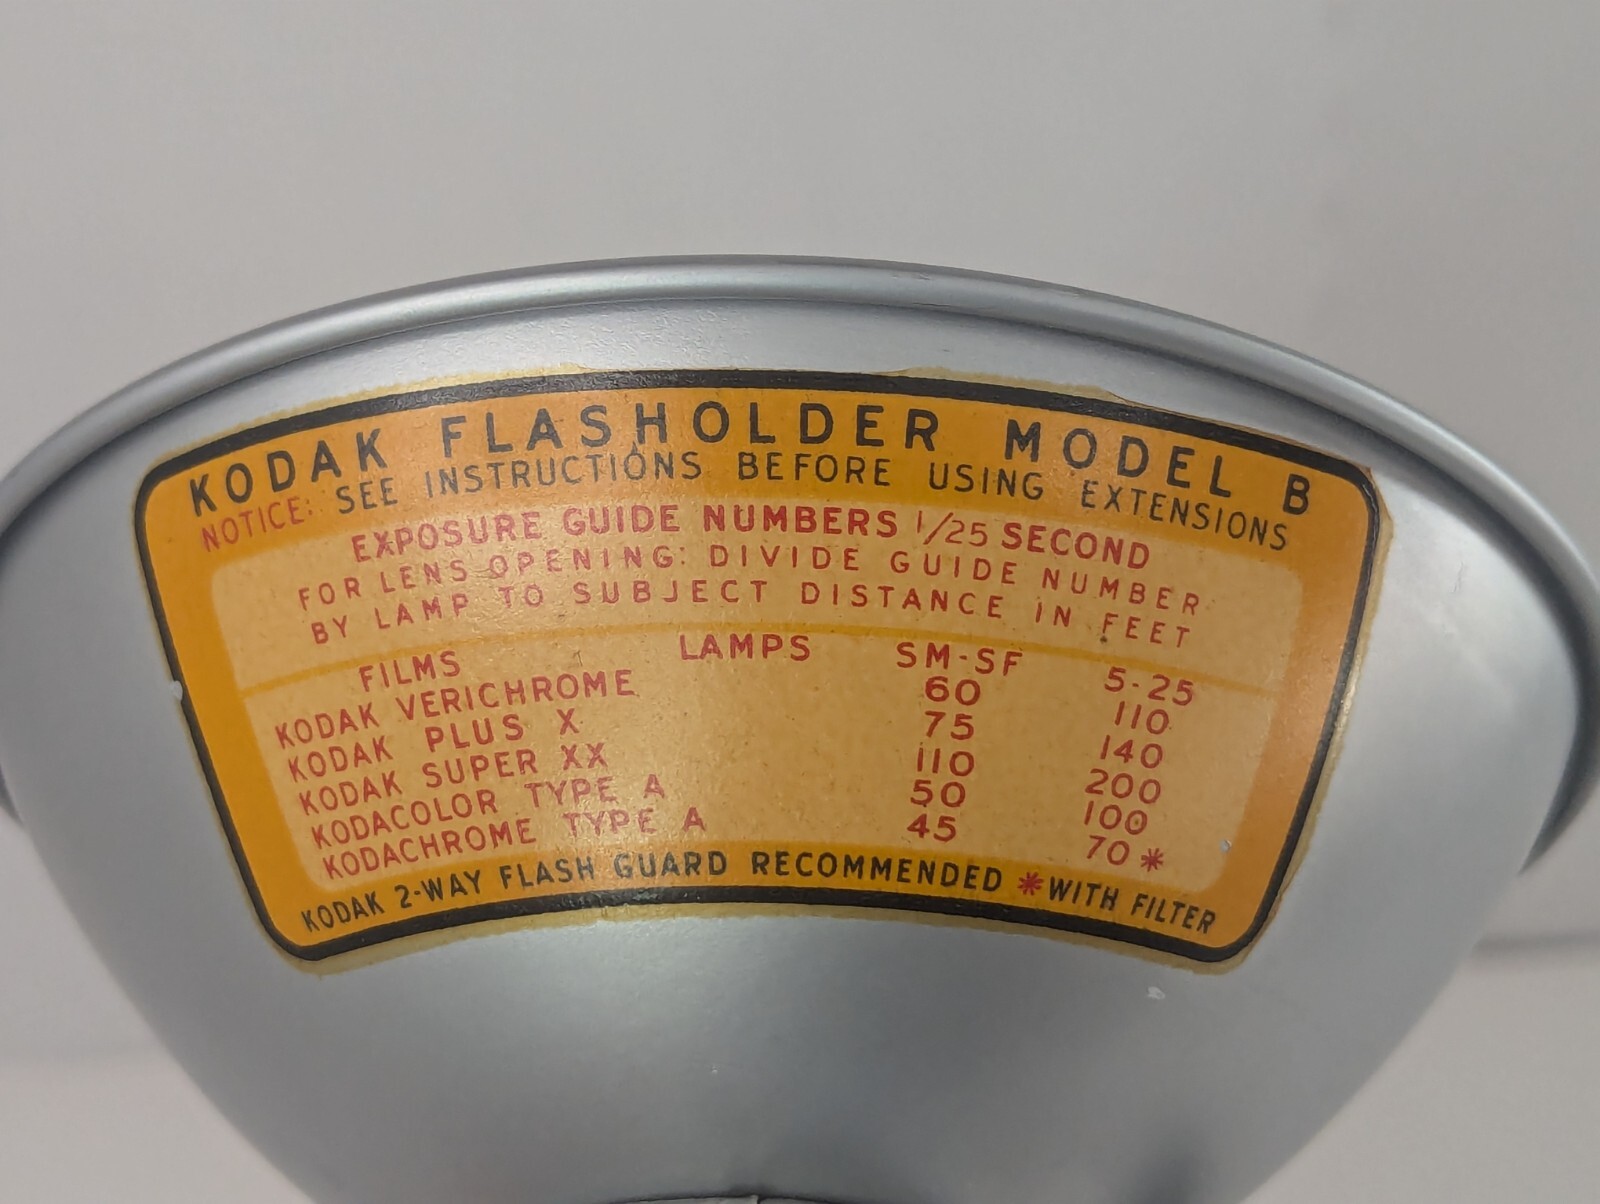 KODAK FLASHOLDER MODEL B
NOTICE: SEE INSTRUCTIONS BEFORE USING EXTENSIONS
EXPOSURE GUIDE NUMBERS 1/25 SECOND
FOR LENS OPENING: DIVIDE GUIDE NUMBER
BY LAMP TO SUBJECT DISTANCE IN FEET
FILMS LAMPS SM-SF 5-25
KODAK VERICHROME 60 110
KODAK PLUS X 75 140
KODAK SUPER XX 110 200
KODACOLOR TYPE A 50 100
KODACHROME TYPE A 45 70*
KODAK 2-WAY FLASH GUARD RECOMMENDED *WITH FILTER